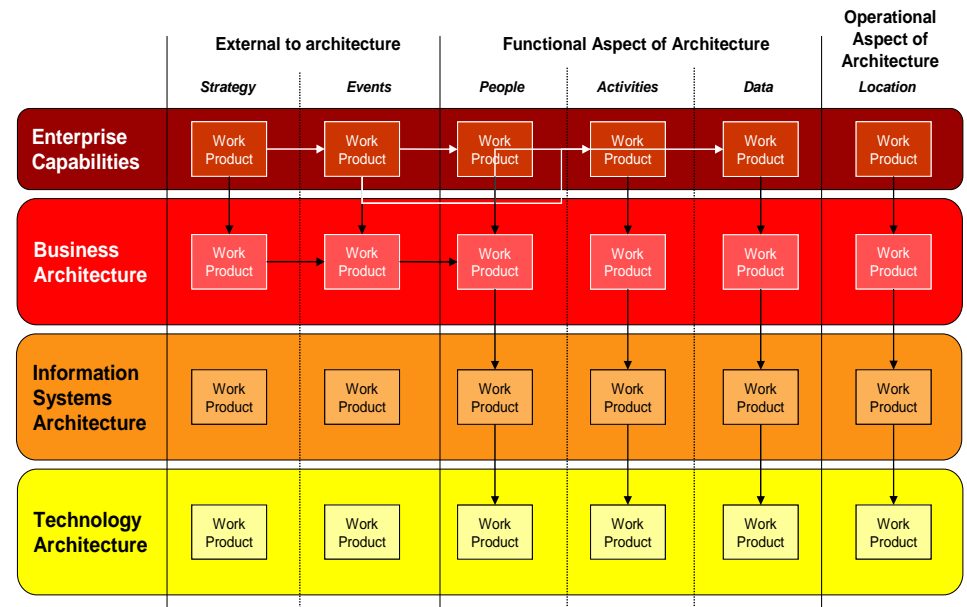 External to architecture
Functional Aspect of Architecture
Operational
Aspect of
Architecture
Strategy
Events
People
Activities
Data
Location
Enterprise
Capabilities
Work
Product
Work
Product
Work
Product
Work
Product
Work
Product
Work
Product
Business
Architecture
Work
Product
Work
Product
Work
Product
Work
Product
Work
Product
Work
Product
Information
Systems
Architecture
Work
Product
Work
Product
Work
Product
Work
Product
Work
Product
Work
Product
Technology
Architecture
Work
Product
Work
Product
Work
Product
Work
Product
Work
Product
Work
Product